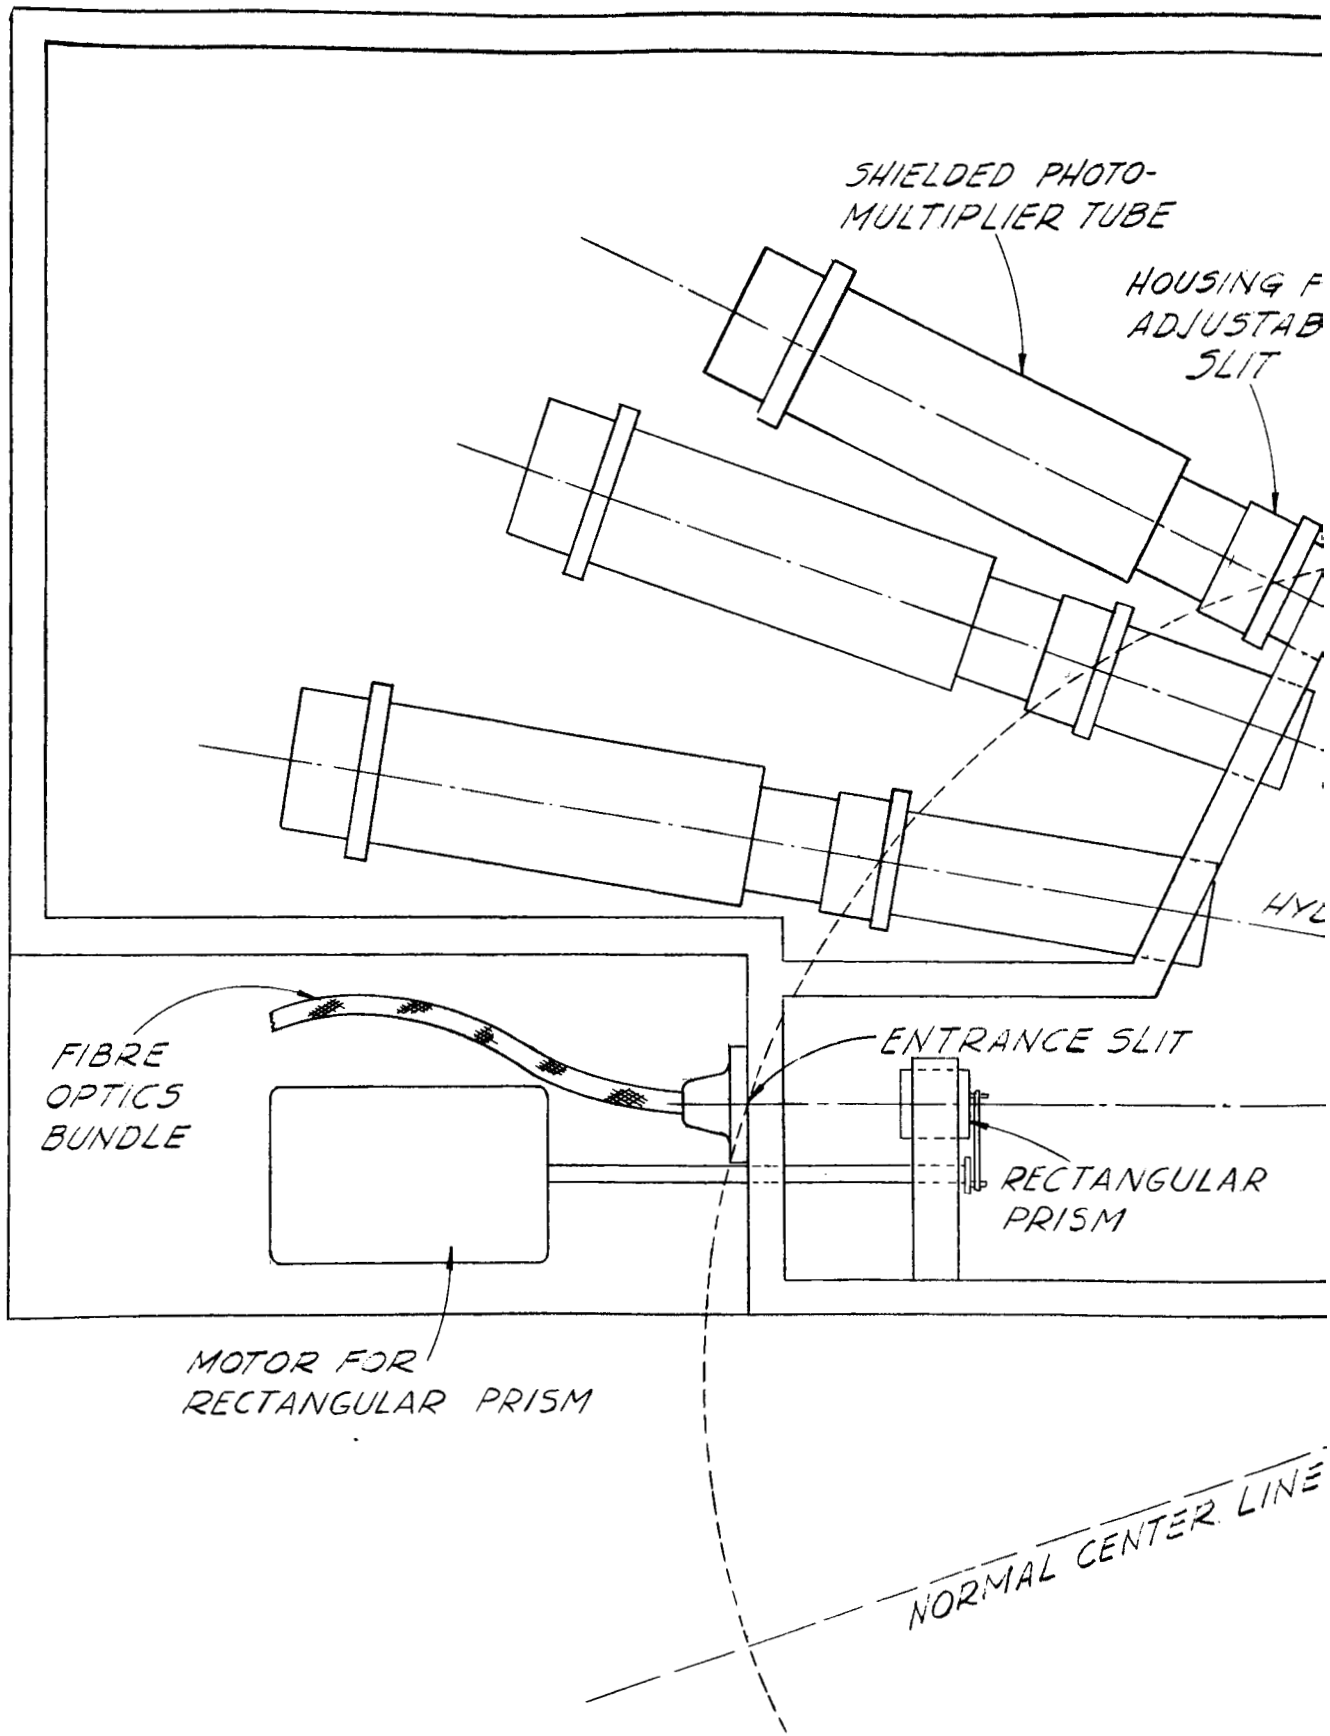 SHIELDED PHOTO-
MULTIPLIER TUBE
HOUSING F
ADJUSTAB
SLIT
HYD
FIBRE
OPTICS
BUNDLE
ENTRANCE SLIT
RECTANGULAR
PRISM
MOTOR FOR
RECTANGULAR PRISM
NORMAL CENTER LINE